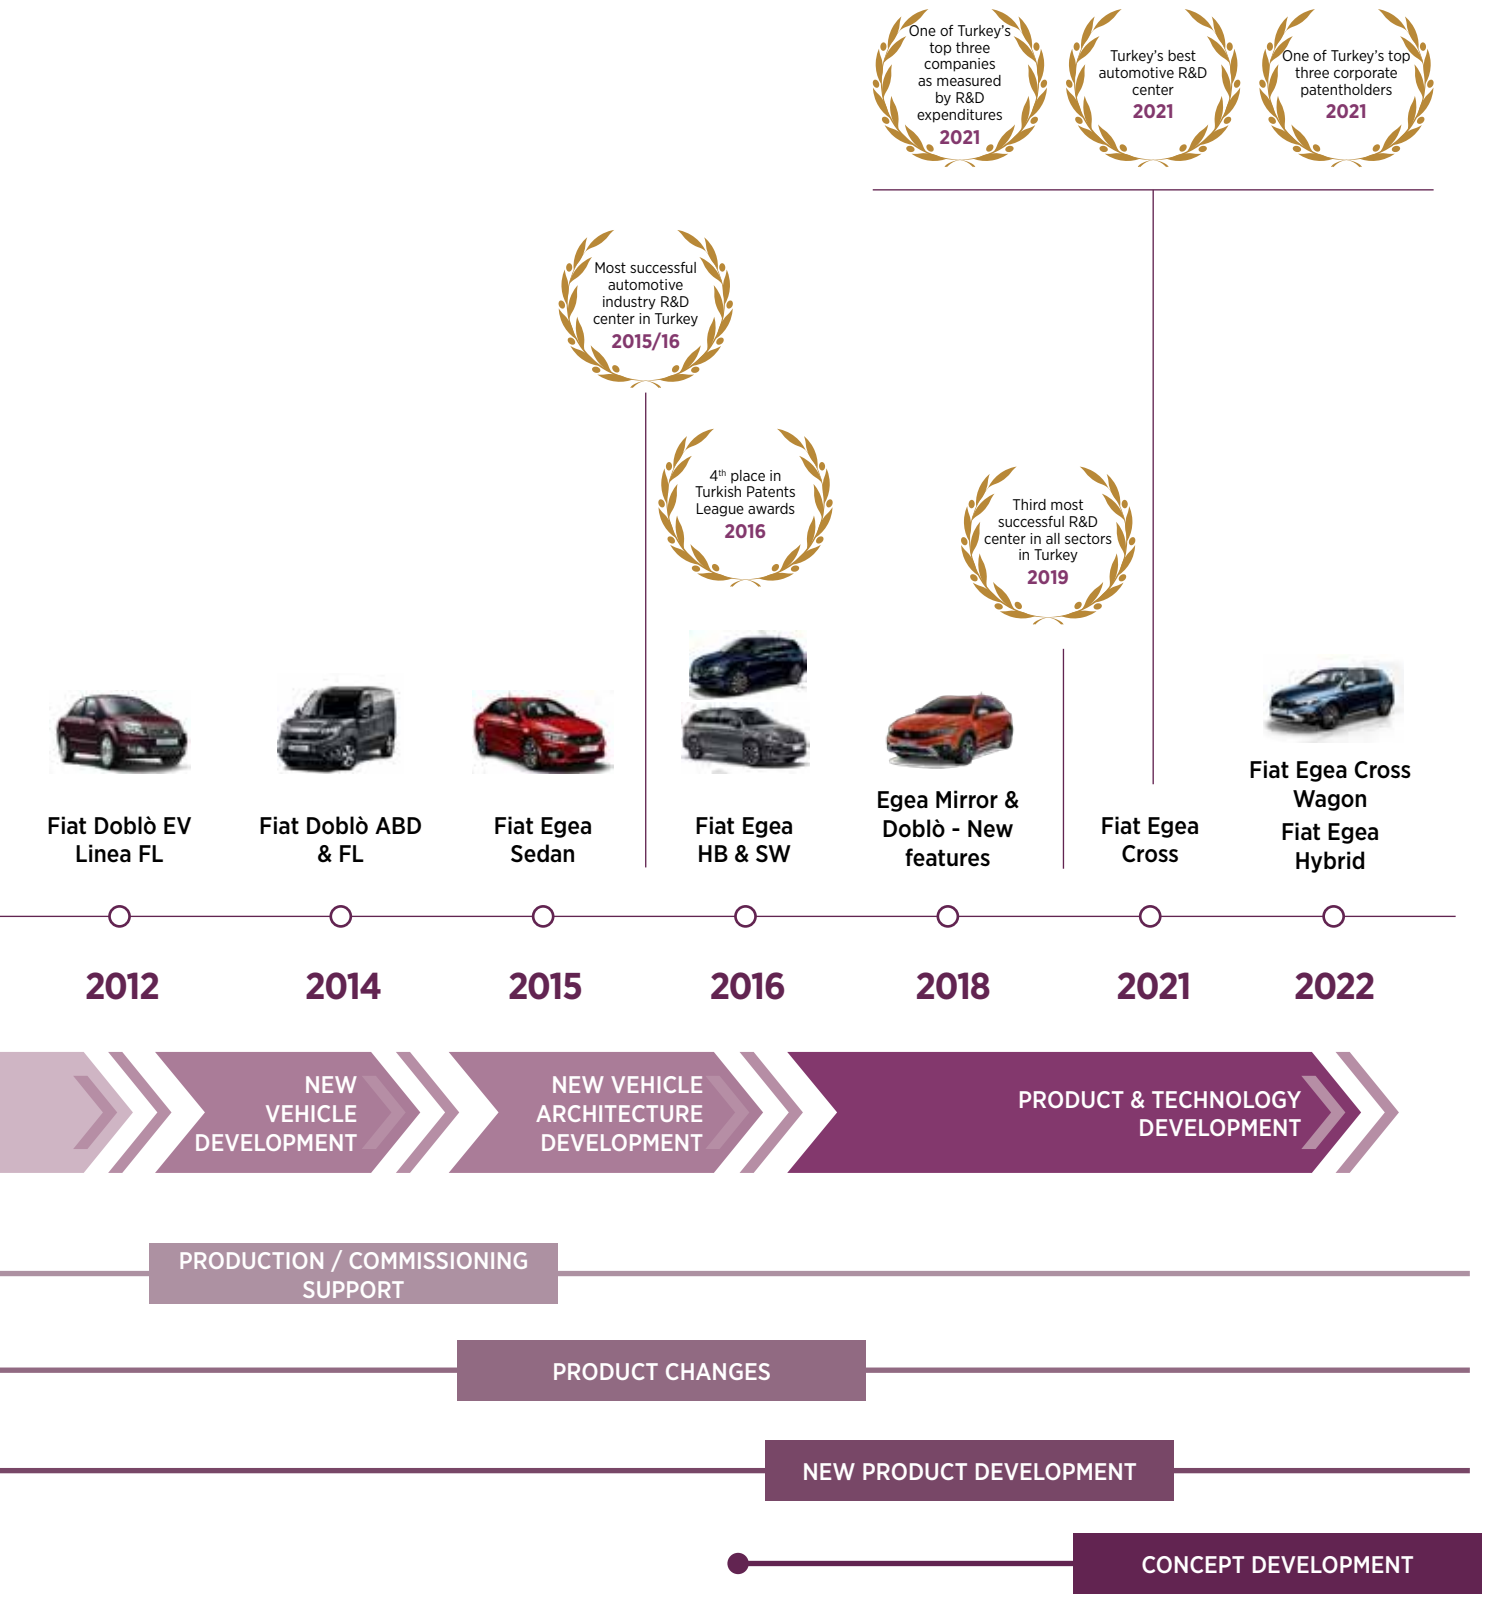 One of Turkey's
top three
companies
as measured
by R&D
expenditures
2021
Turkey's best
automotive R&D
center
2021
One of Turkey's top
three corporate
patentholders
2021
Most successful
automotive
industry R&D
center in Turkey
2015/16
4th place in
Turkish Patents
League awards
2016
Third most
successful R&D
center in all sectors
in Turkey
2019
Fiat Doblò EV
Linea FL
Fiat Doblò ABD
& FL
Fiat Egea
Sedan
Fiat Egea
HB & SW
Egea Mirror &
Doblò - New
features
Fiat Egea
Cross
Fiat Egea Cross
Wagon
Fiat Egea
Hybrid
2012
2014
2015
2016
2018
2021
2022
NEW
VEHICLE
DEVELOPMENT
NEW VEHICLE
ARCHITECTURE
DEVELOPMENT
PRODUCT & TECHNOLOGY
DEVELOPMENT
PRODUCTION / COMMISSIONING
SUPPORT
PRODUCT CHANGES
NEW PRODUCT DEVELOPMENT
CONCEPT DEVELOPMENT